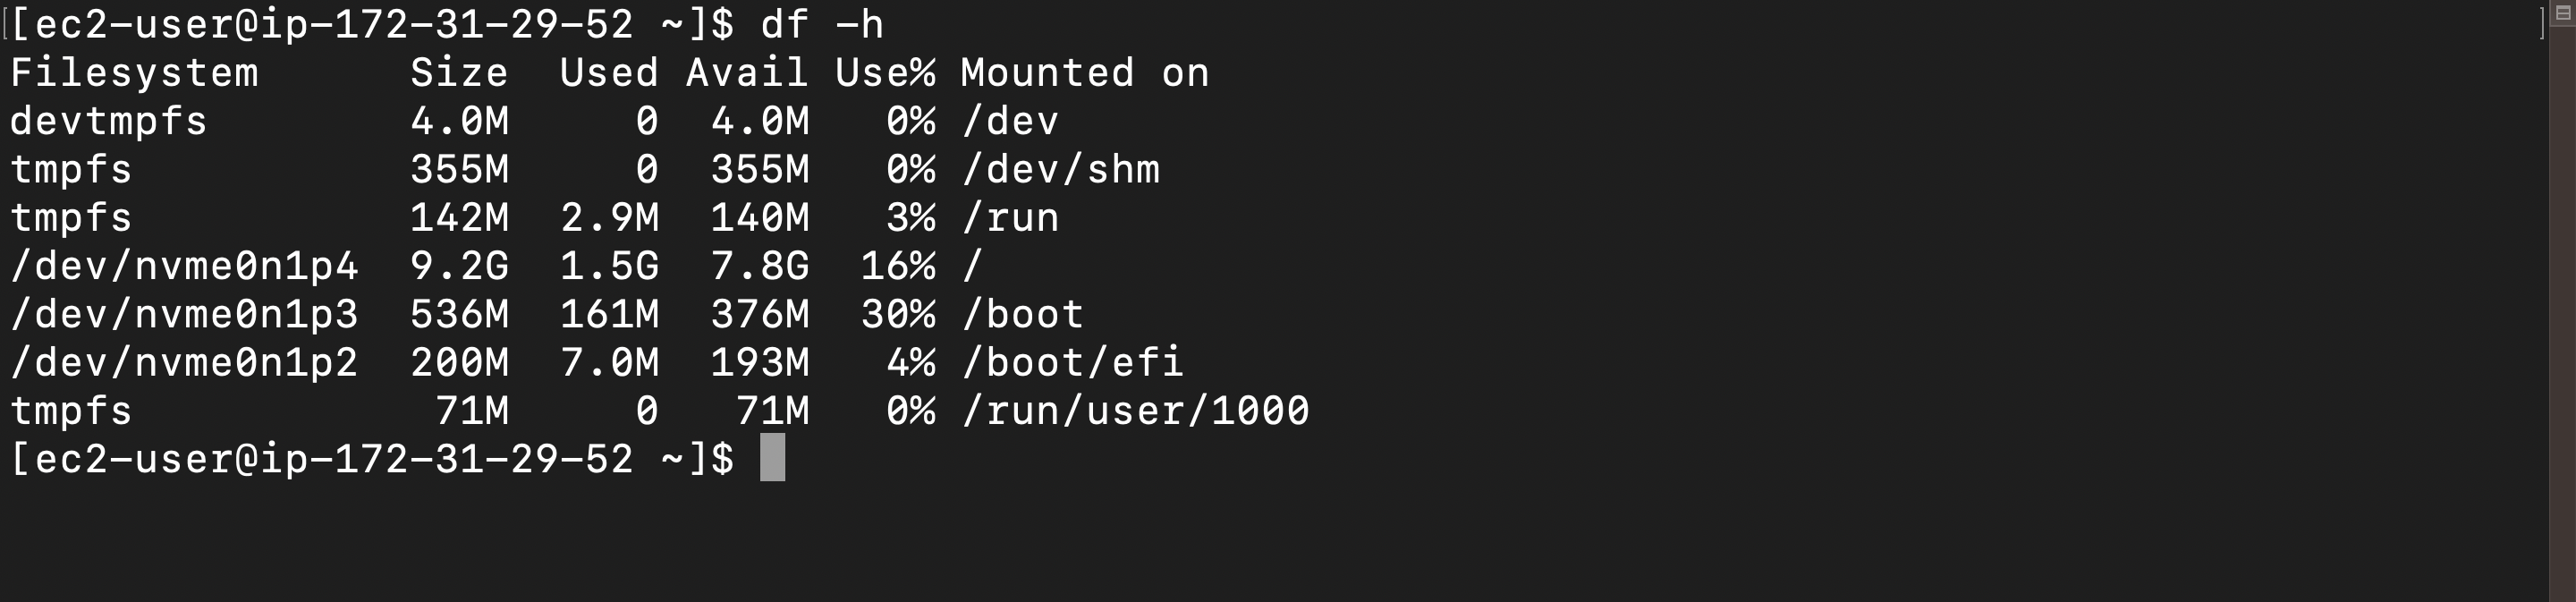 [ec2-user@ip-172-31-29-52 ~]$ df -h
Filesystem      Size  Used Avail Use% Mounted on
devtmpfs        4.0M     0  4.0M   0% /dev
tmpfs           355M     0  355M   0% /dev/shm
tmpfs           142M  2.9M  140M   3% /run
/dev/nvme0n1p4  9.2G  1.5G  7.8G  16% /
/dev/nvme0n1p3  536M  161M  376M  30% /boot
/dev/nvme0n1p2  200M  7.0M  193M   4% /boot/efi
tmpfs            71M     0   71M   0% /run/user/1000
[ec2-user@ip-172-31-29-52 ~]$